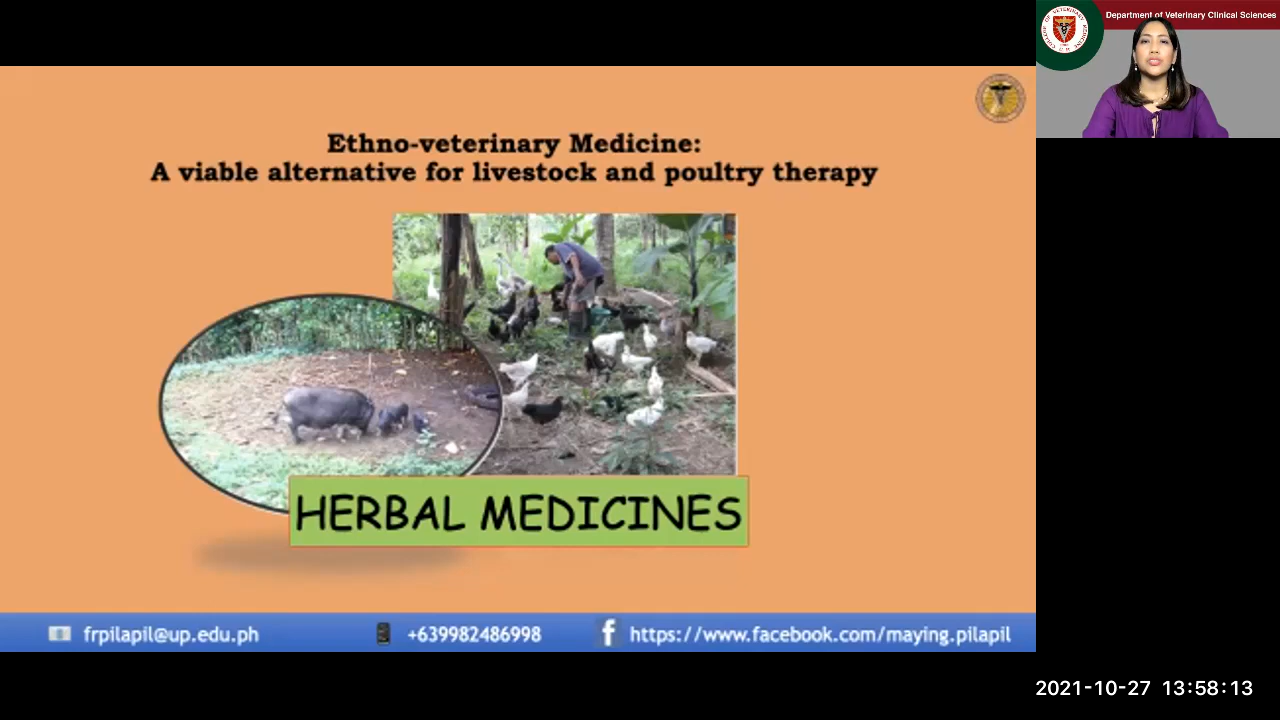 Department of Veterinary Clinical Sciences
Ethno-veterinary Medicine:
A viable alternative for livestock and poultry therapy
HERBAL MEDICINES
frpilapil@up.edu.ph
+639982486998
https://www.facebook.com/maying.pilapil
2021-10-27 13:58:13